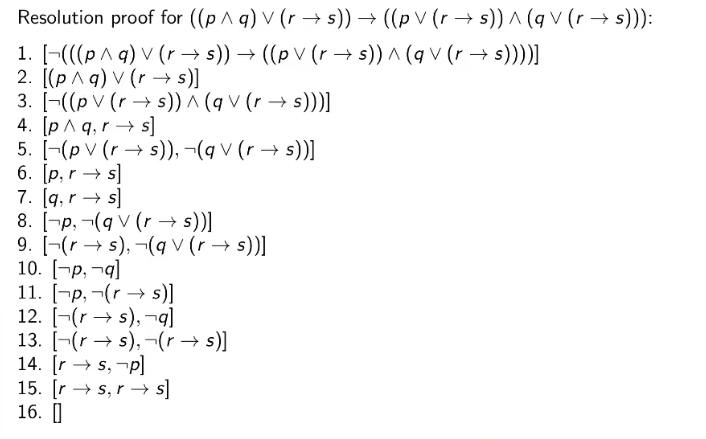 Resolution proof for ((p ∧ q) ∨ (r → s)) → ((p ∨ (r → s)) ∧ (q ∨ (r → s))):
1. [¬(((p ∧ q) ∨ (r → s)) → ((p ∨ (r → s)) ∧ (q ∨ (r → s))))]
2. [(p ∧ q) ∨ (r → s)]
3. [¬((p ∨ (r → s)) ∧ (q ∨ (r → s)))]
4. [p ∧ q, r → s]
5. [¬(p ∨ (r → s)), ¬(q ∨ (r → s))]
6. [p, r → s]
7. [q, r → s]
8. [¬p, ¬(q ∨ (r → s))]
9. [¬(r → s), ¬(q ∨ (r → s))]
10. [¬p, ¬q]
11. [¬p, ¬(r → s)]
12. [¬(r → s), ¬q]
13. [¬(r → s), ¬(r → s)]
14. [r → s, ¬p]
15. [r → s, r → s]
16. []